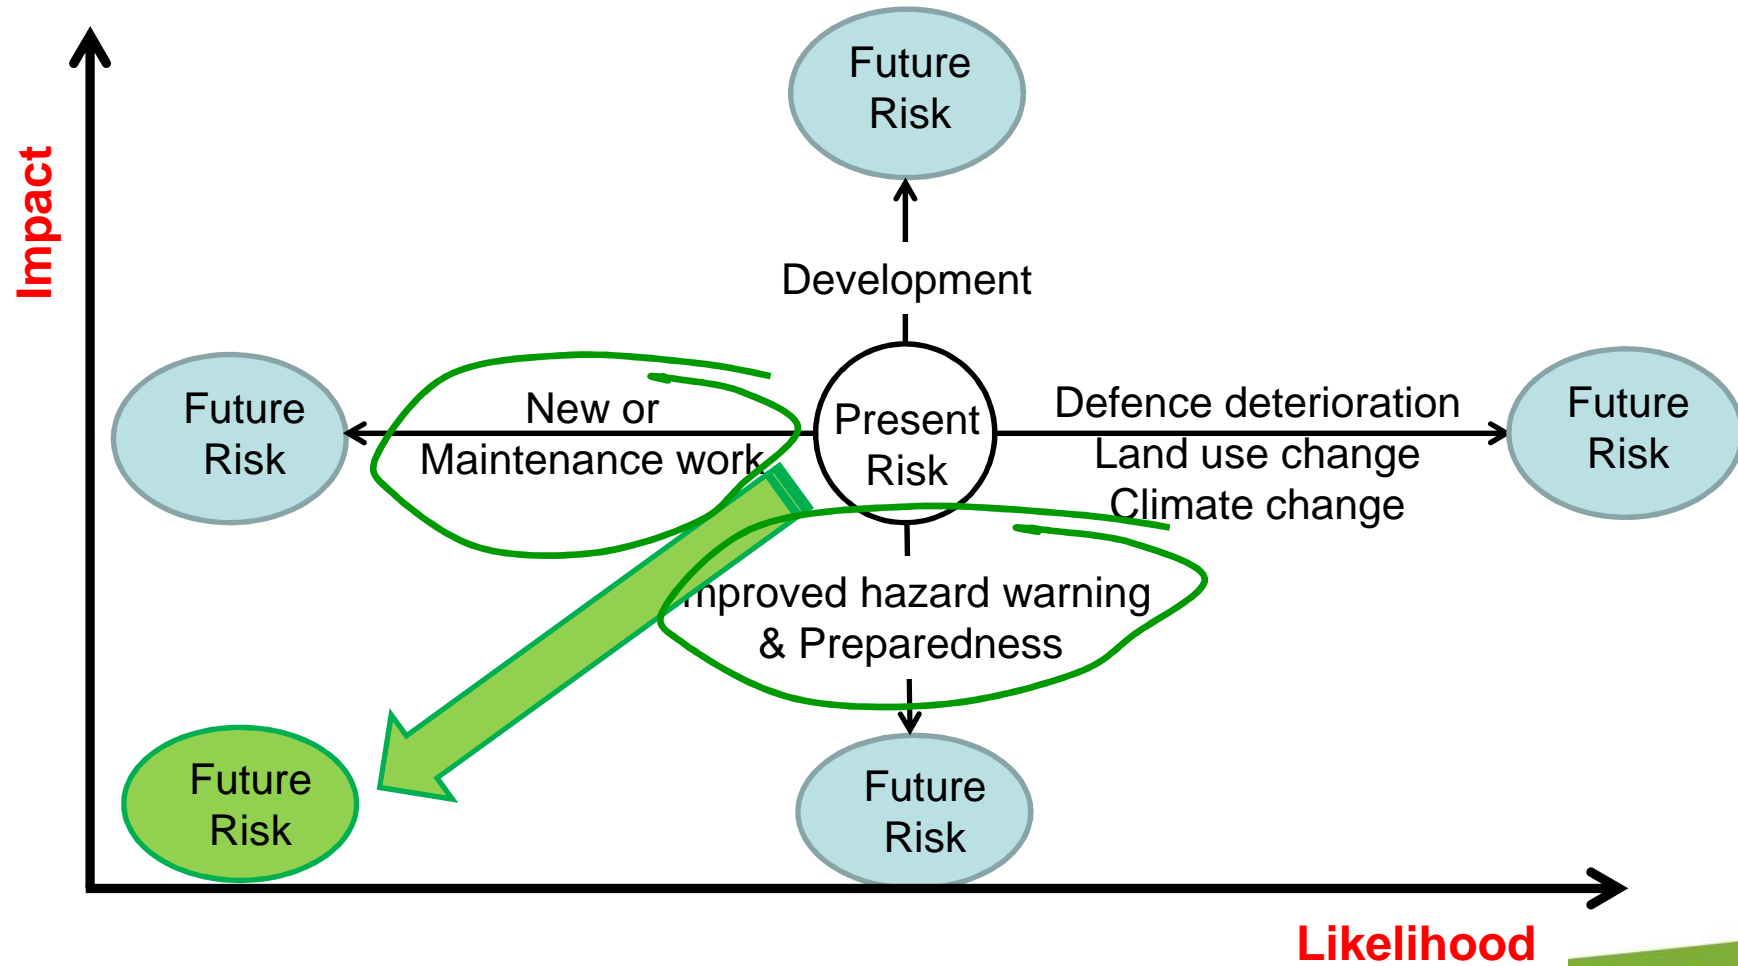 Future
Risk
Impact
Development
Future
Risk
New or
Maintenance work
Present
Risk
Defence deterioration
Land use change
Climate change
Future
Risk
mproved hazard warning
& Preparedness
Future
Risk
Future
Risk
Likelihood